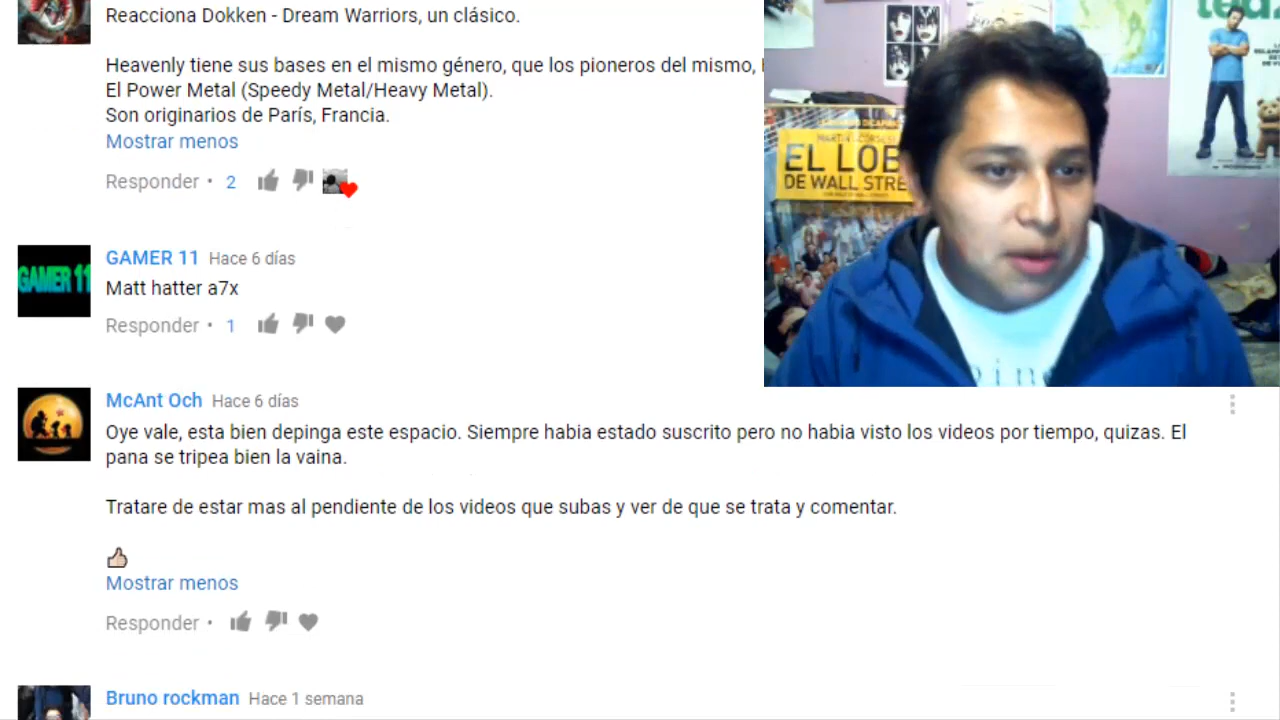 Reacciona Dokken - Dream Warriors, un clásico.
Heavenly tiene sus bases en el mismo género, que los pioneros del mismo,
El Power Metal (Speedy Metal/Heavy Metal).
Son originarios de París, Francia.
Mostrar menos
Responder • 2
GAMER 11
GAMER 11 Hace 6 días
Matt hatter a7x
Responder • 1
McAnt Och Hace 6 días
Oye vale, esta bien depinga este espacio. Siempre habia estado suscrito pero no habia visto los videos por tiempo, quizas. El
pana se tripea bien la vaina.
Tratare de estar mas al pendiente de los videos que subas y ver de que se trata y comentar.
Mostrar menos
Responder •
Bruno rockman Hace 1 semana
ted2
EL LOB
DE WALL STRE